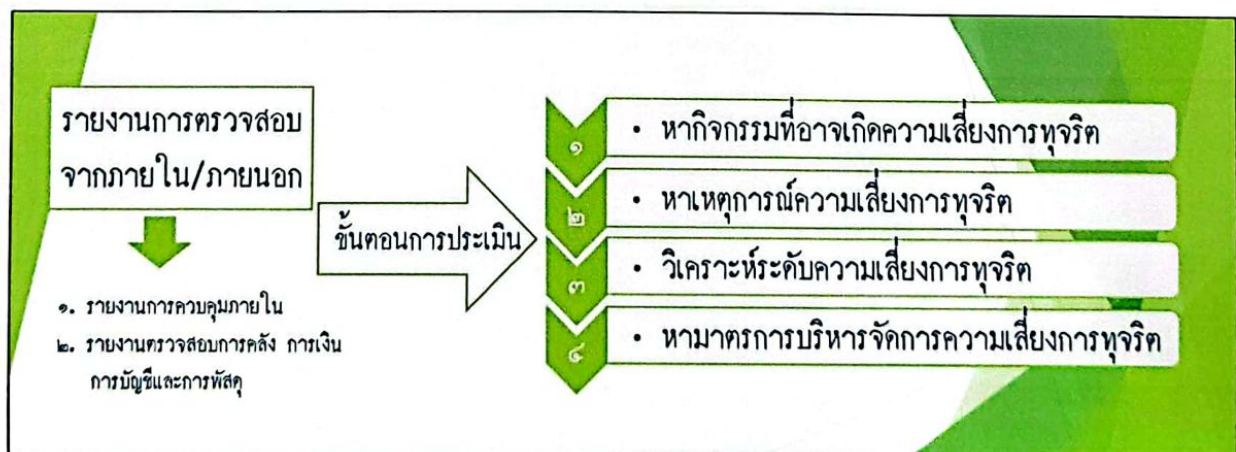 รายงานการตรวจสอบ
จากภายใน/ภายนอก
๑. รายงานการควบคุมภายใน
๒. รายงานตรวจสอบการคลัง การเงิน
การบัญชีและการพัสดุ
ขั้นตอนการประเมิน
๑
• หากิจกรรมที่อาจเกิดความเสี่ยงการทุจริต
๒
• หาเหตุการณ์ความเสี่ยงการทุจริต
๓
• วิเคราะห์ระดับความเสี่ยงการทุจริต
๔
• หามาตรการบริหารจัดการความเสี่ยงการทุจริต